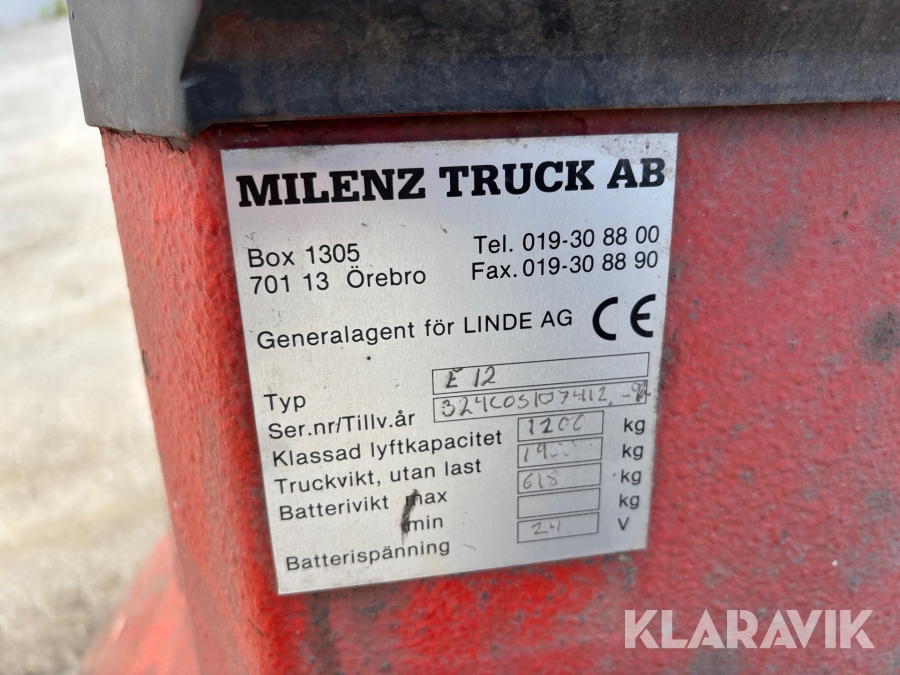 MILENZ TRUCK AB
Box 1305 Tel. 019-30 88 00
701 13 Örebro Fax. 019-30 88 90
Generalagent för LINDE AG CE
Typ E 12
Ser.nr/Tillv.år 324C05107412
Klassad lyftkapacitet 1200 kg
Truckvikt, utan last kg
Batterivikt max 618 kg
min kg
Batterispänning 24 V
KLARAVIK